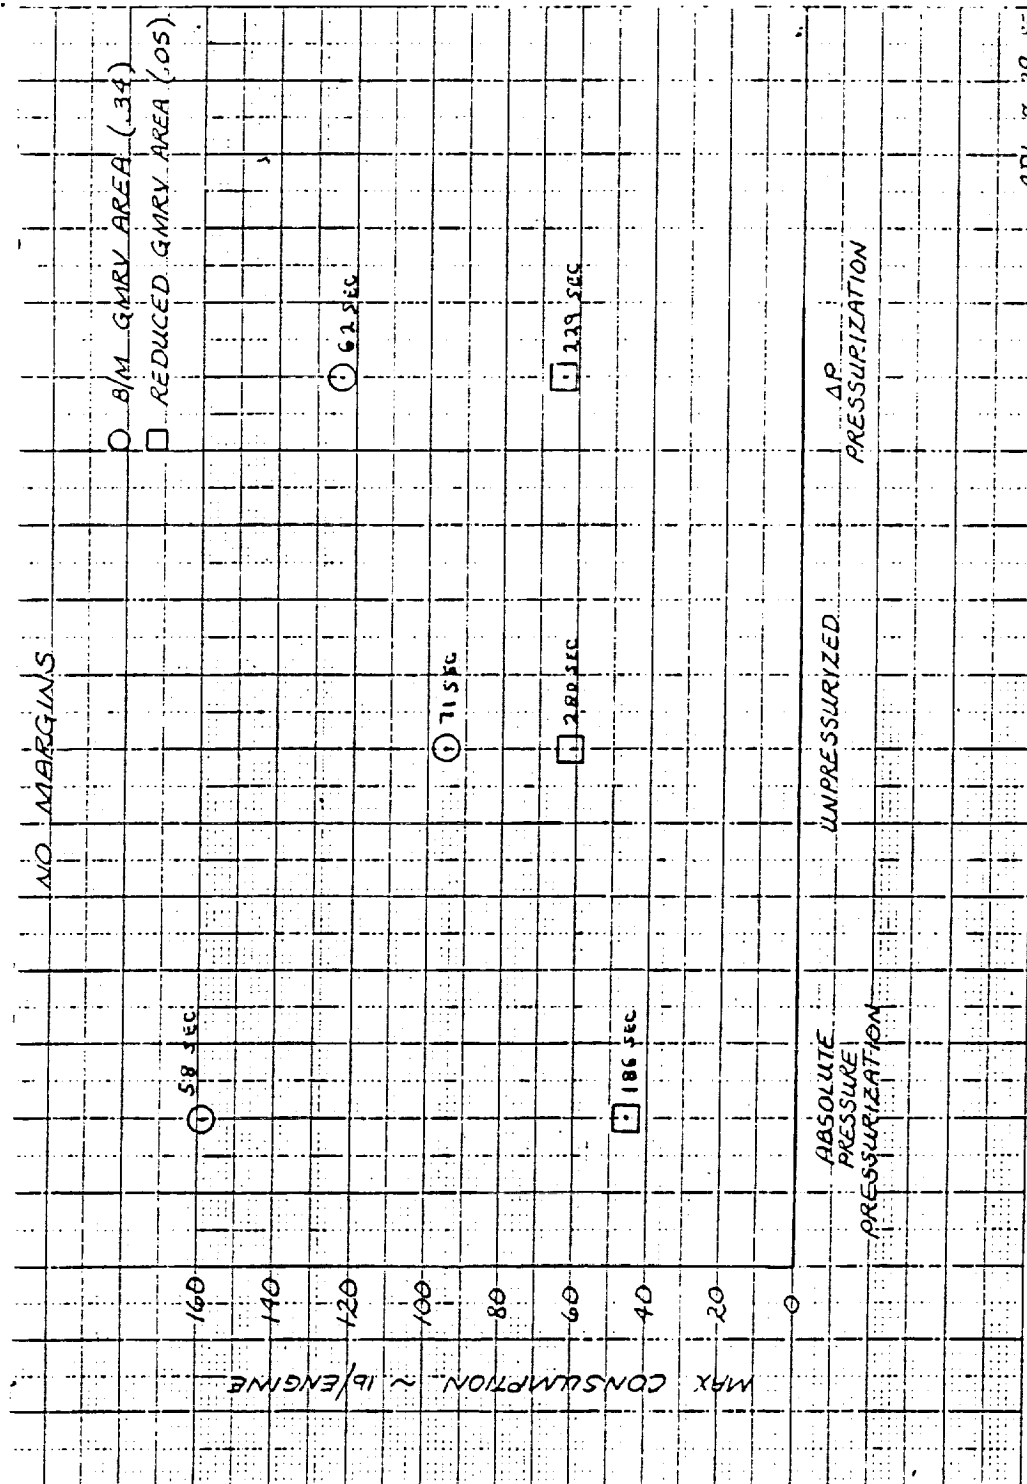 NO MARGINS
○ B/M GMRV AREA (.34)
□ REDUCED GMRV AREA (.05)
MAX CONSUMPTION ~ lb/ENGINE
160
140
120
100
80
60
40
20
0
58 SEC
71 SEC
62 SEC
186 SEC
280 SEC
229 SEC
ABSOLUTE
PRESSURE
PRESSURIZATION
UNPRESSURIZED
ΔP
PRESSURIZATION